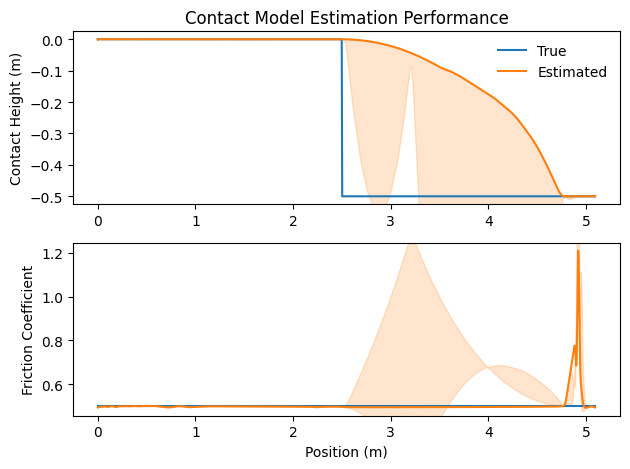 Contact Model Estimation Performance
Contact Height (m)
0.0
−0.1
−0.2
−0.3
−0.4
−0.5
True
Estimated
0 1 2 3 4 5
Friction Coefficient
1.2
1.0
0.8
0.6
0 1 2 3 4 5
Position (m)